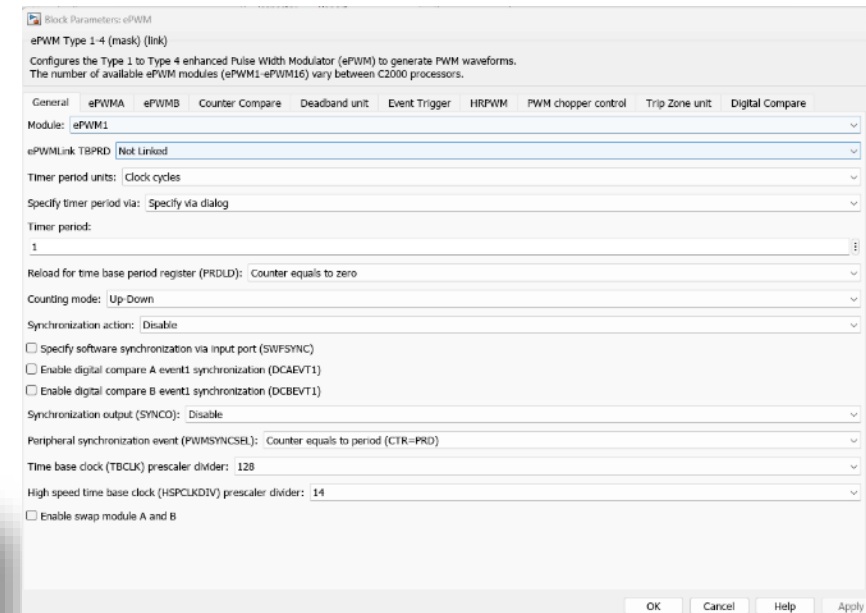 Block Parameters: ePWM
ePWM Type 1-4 (mask) (link)
Configures the Type 1 to Type 4 enhanced Pulse Width Modulator (ePWM) to generate PWM waveforms.
The number of available ePWM modules (ePWM1-ePWM16) vary between C2000 processors.
General ePWMA ePWMB Counter Compare Deadband unit Event Trigger HRPWM PWM chopper control Trip Zone unit Digital Compare
Module: ePWM1
ePWMLink TBPRD Not Linked
Timer period units: Clock cycles
Specify timer period via: Specify via dialog
Timer period:
1
Reload for time base period register (PRDLD): Counter equals to zero
Counting mode: Up-Down
Synchronization action: Disable
Specify software synchronization via input port (SWFSYNC)
Enable digital compare A event1 synchronization (DCAEVT1)
Enable digital compare B event1 synchronization (DCBEVT1)
Synchronization output (SYNCO): Disable
Peripheral synchronization event (PWMSYNCSEL): Counter equals to period (CTR=PRD)
Time base clock (TBCLK) prescaler divider: 128
High speed time base clock (HSPCLKDIV) prescaler divider: 14
Enable swap module A and B
OK Cancel Help Apply